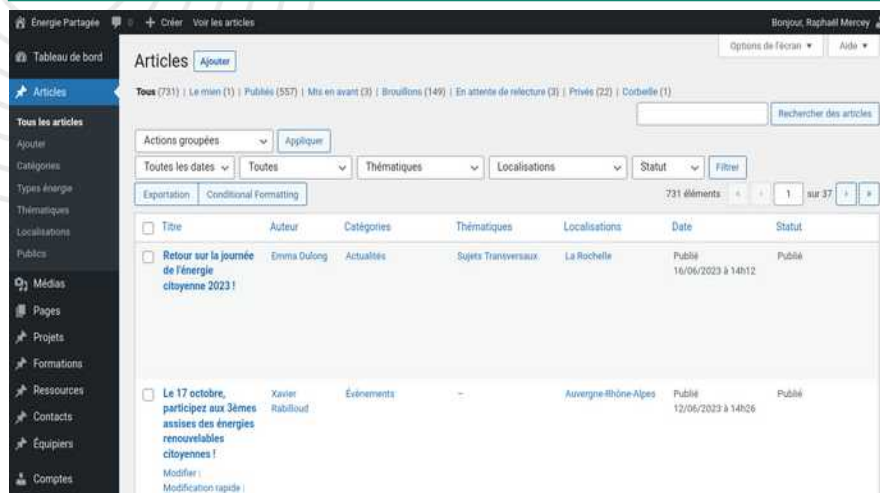 Énergie Partagée 0 + Créer Voir les articles Bonjour, Raphaël Mercey
Options de l'écran ▼ Aide ▼
Tableau de bord
Articles
Tous les articles
Ajouter
Catégories
Types énergie
Thématiques
Localisations
Publics
Médias
Pages
Projets
Formations
Ressources
Contacts
Équipiers
Comptes
Articles Ajouter
Tous (731) | Le mien (1) | Publiés (557) | Mis en avant (3) | Brouillons (149) | En attente de relecture (3) | Privés (22) | Corbeille (1)
Rechercher des articles
Actions groupées Appliquer
Toutes les dates Toutes Thématiques Localisations Statut Filtrer
Exportation Conditional Formatting 731 éléments « ‹ 1 sur 37 › »
Titre Auteur Catégories Thématiques Localisations Date Statut
Retour sur la journée Emma Dulong Actualités Sujets Transversaux La Rochelle Publié Publié
de l'énergie 16/06/2023 à 14h12
citoyenne 2023 !
Le 17 octobre, Xavier Évènements – Auvergne-Rhône-Alpes Publié Publié
participez aux 3èmes Rabilloud 12/06/2023 à 14h26
assises des énergies
renouvelables
citoyennes !
Modifier |
Modification rapide |